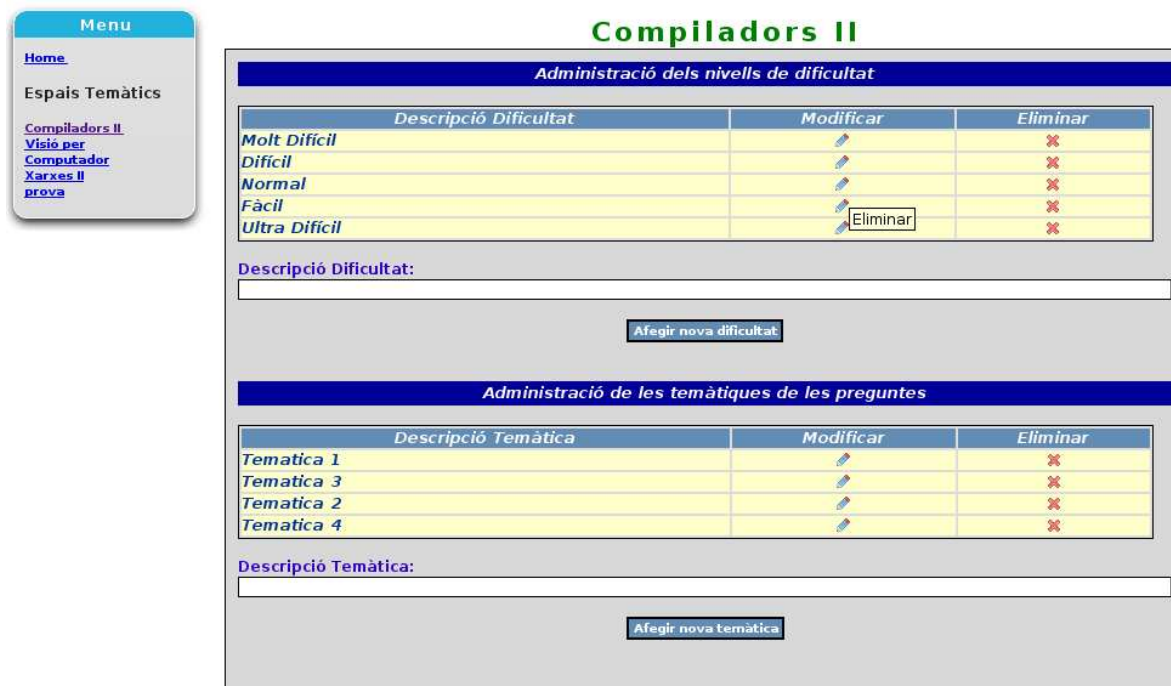 Menu
Home
Espais Temàtics
Compiladors II
Visió per
Computador
Xarxes II
prova
Compiladors II
Administració dels nivells de dificultat
Descripció Dificultat Modificar Eliminar
Molt Difícil
Difícil
Normal
Fàcil
Eliminar
Ultra Difícil
Descripció Dificultat:
Afegir nova dificultat
Administració de les temàtiques de les preguntes
Descripció Temàtica Modificar Eliminar
Tematica 1
Tematica 3
Tematica 2
Tematica 4
Descripció Temàtica:
Afegir nova temàtica